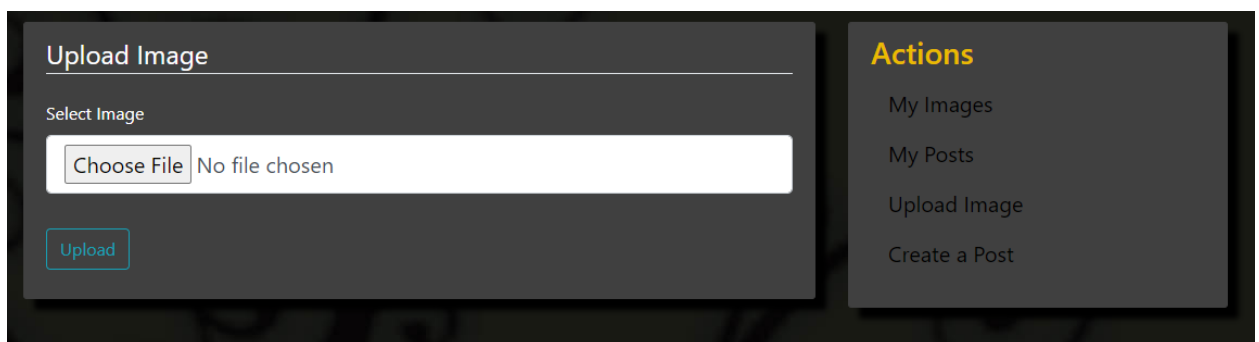 Upload Image
Select Image
Choose File No file chosen
Upload
Actions
My Images
My Posts
Upload Image
Create a Post